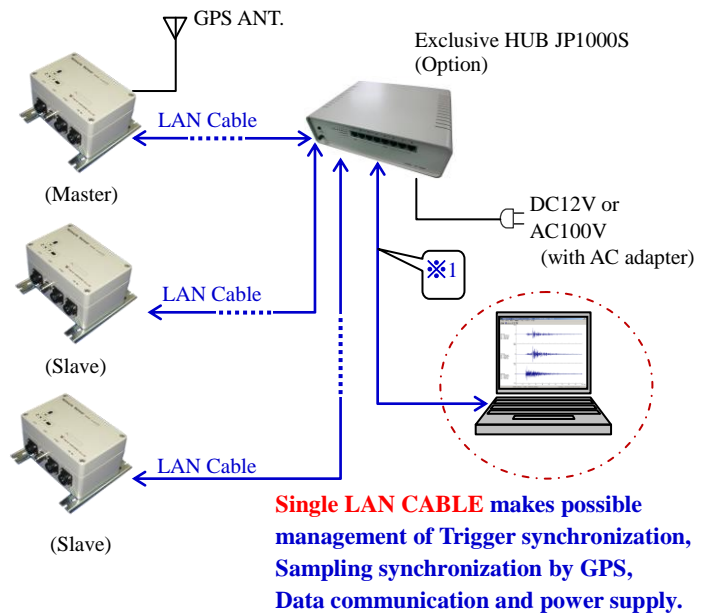 GPS ANT.
Exclusive HUB JP1000S
(Option)
LAN Cable
(Master)
DC12V or
AC100V
(with AC adapter)
※1
LAN Cable
(Slave)
LAN Cable
(Slave)
Single LAN CABLE makes possible
management of Trigger synchronization,
Sampling synchronization by GPS,
Data communication and power supply.